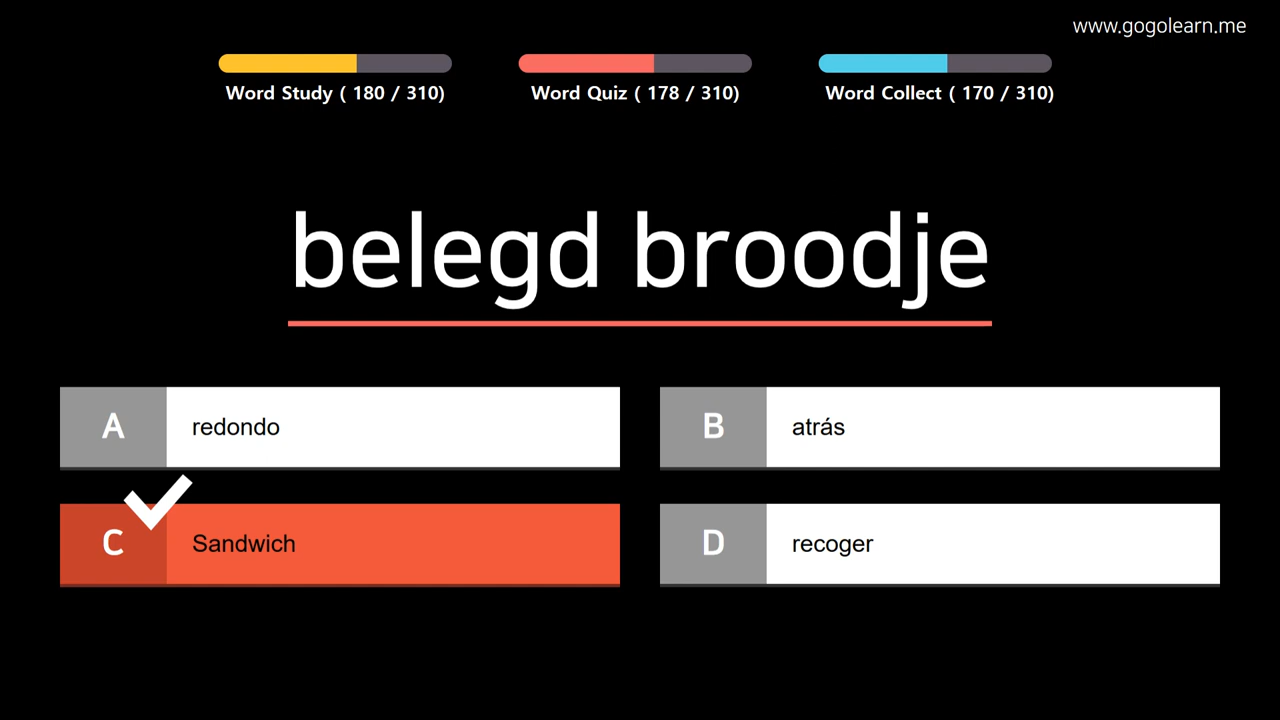 www.gogolearn.me
Word Study ( 180 / 310)
Word Quiz ( 178 / 310)
Word Collect ( 170 / 310)
belegd broodje
A redondo
B atrás
C Sandwich
D recoger